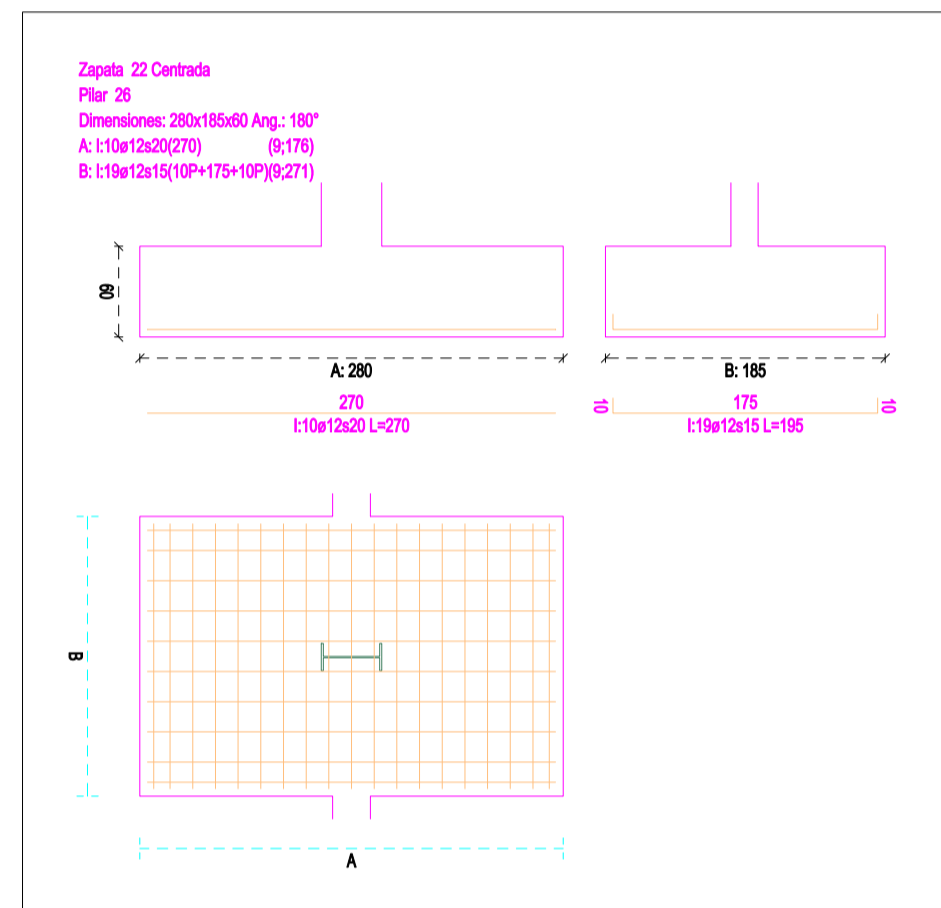 Zapata 22 Centrada
Pilar 26
Dimensiones: 280x185x60 Ang.: 180°
A: I:10ø12s20(270) (9;176)
B: I:19ø12s15(10P+175+10P)(9;271)
60
A: 280
B: 185
270
I:10ø12s20 L=270
10 175 10
I:19ø12s15 L=195
B
A